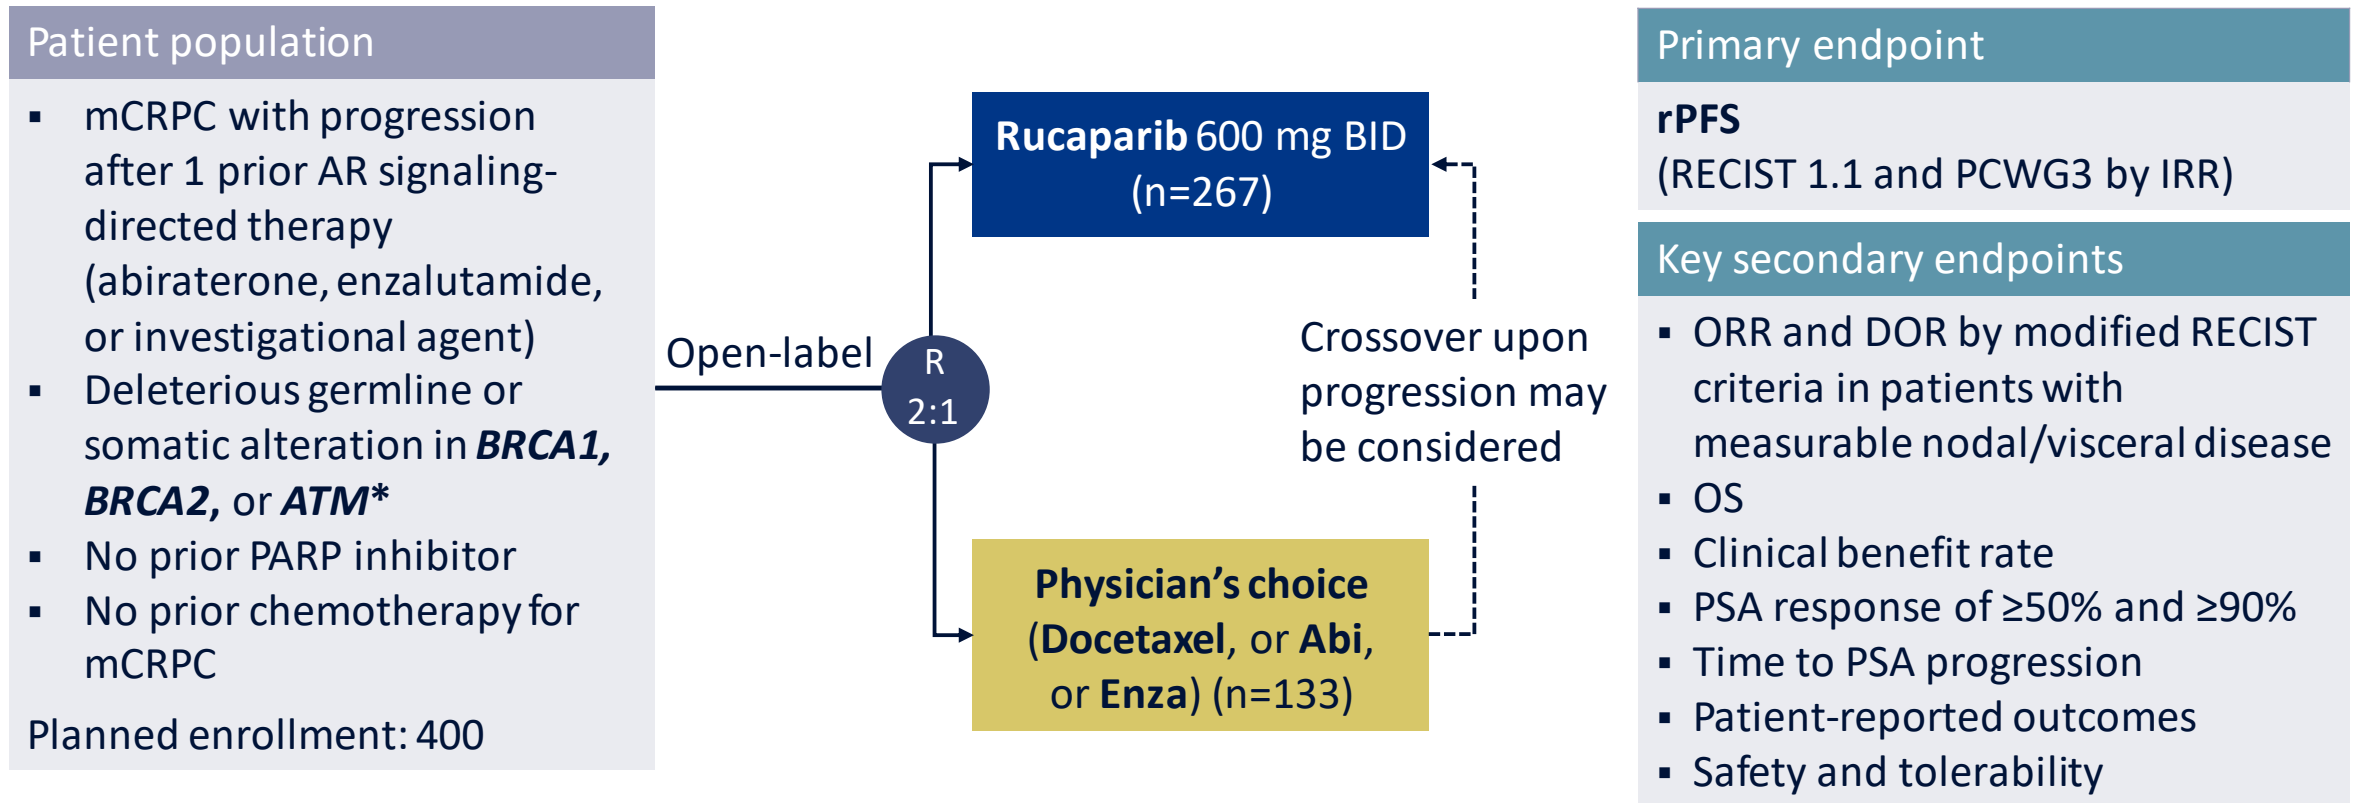 Patient population
▪ mCRPC with progression
after 1 prior AR signaling-
directed therapy
(abiraterone, enzalutamide,
or investigational agent)
▪ Deleterious germline or
somatic alteration in BRCA1,
BRCA2, or ATM*
▪ No prior PARP inhibitor
▪ No prior chemotherapy for
mCRPC
Planned enrollment: 400
Open-label
R
2:1
Rucaparib 600 mg BID
(n=267)
Crossover upon
progression may
be considered
Physician’s choice
(Docetaxel, or Abi,
or Enza) (n=133)
Primary endpoint
rPFS
(RECIST 1.1 and PCWG3 by IRR)
Key secondary endpoints
▪ ORR and DOR by modified RECIST
criteria in patients with
measurable nodal/visceral disease
▪ OS
▪ Clinical benefit rate
▪ PSA response of ≥50% and ≥90%
▪ Time to PSA progression
▪ Patient-reported outcomes
▪ Safety and tolerability